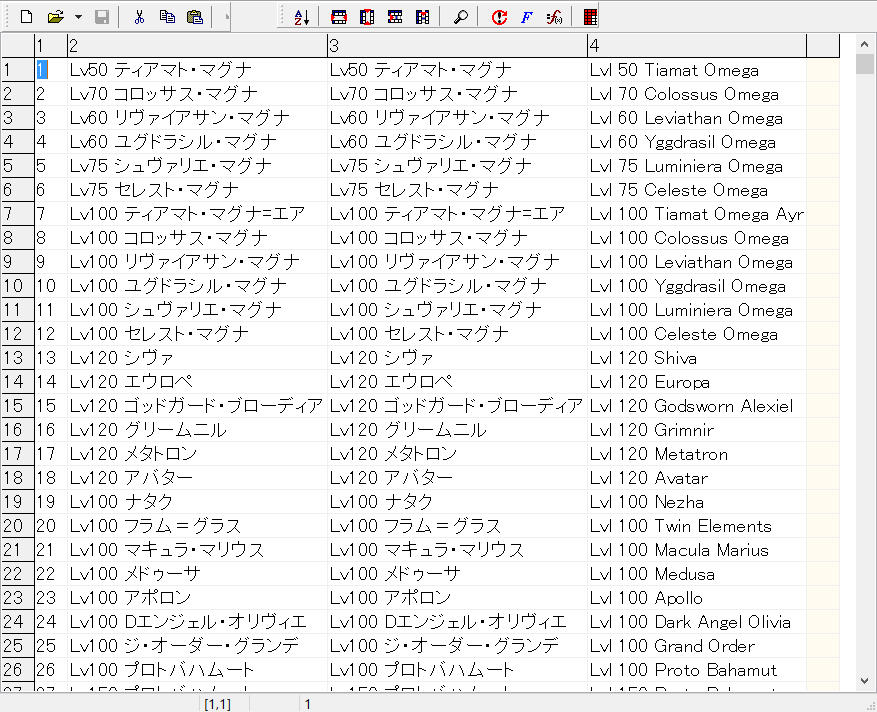 1 2 3 4
1 1 Lv50 ティアマト・マグナ Lv50 ティアマト・マグナ Lvl 50 Tiamat Omega
2 2 Lv70 コロッサス・マグナ Lv70 コロッサス・マグナ Lvl 70 Colossus Omega
3 3 Lv60 リヴァイアサン・マグナ Lv60 リヴァイアサン・マグナ Lvl 60 Leviathan Omega
4 4 Lv60 ユグドラシル・マグナ Lv60 ユグドラシル・マグナ Lvl 60 Yggdrasil Omega
5 5 Lv75 シュヴァリエ・マグナ Lv75 シュヴァリエ・マグナ Lvl 75 Luminiera Omega
6 6 Lv75 セレスト・マグナ Lv75 セレスト・マグナ Lvl 75 Celeste Omega
7 7 Lv100 ティアマト・マグナ=エア Lv100 ティアマト・マグナ=エア Lvl 100 Tiamat Omega Ayr
8 8 Lv100 コロッサス・マグナ Lv100 コロッサス・マグナ Lvl 100 Colossus Omega
9 9 Lv100 リヴァイアサン・マグナ Lv100 リヴァイアサン・マグナ Lvl 100 Leviathan Omega
10 10 Lv100 ユグドラシル・マグナ Lv100 ユグドラシル・マグナ Lvl 100 Yggdrasil Omega
11 11 Lv100 シュヴァリエ・マグナ Lv100 シュヴァリエ・マグナ Lvl 100 Luminiera Omega
12 12 Lv100 セレスト・マグナ Lv100 セレスト・マグナ Lvl 100 Celeste Omega
13 13 Lv120 シヴァ Lv120 シヴァ Lvl 120 Shiva
14 14 Lv120 エウロペ Lv120 エウロペ Lvl 120 Europa
15 15 Lv120 ゴッドガード・ブローディア Lv120 ゴッドガード・ブローディア Lvl 120 Godsworn Alexiel
16 16 Lv120 グリームニル Lv120 グリームニル Lvl 120 Grimnir
17 17 Lv120 メタトロン Lv120 メタトロン Lvl 120 Metatron
18 18 Lv120 アバター Lv120 アバター Lvl 120 Avatar
19 19 Lv100 ナタク Lv100 ナタク Lvl 100 Nezha
20 20 Lv100 フラム＝グラス Lv100 フラム＝グラス Lvl 100 Twin Elements
21 21 Lv100 マキュラ・マリウス Lv100 マキュラ・マリウス Lvl 100 Macula Marius
22 22 Lv100 メドゥーサ Lv100 メドゥーサ Lvl 100 Medusa
23 23 Lv100 アポロン Lv100 アポロン Lvl 100 Apollo
24 24 Lv100 Dエンジェル・オリヴィエ Lv100 Dエンジェル・オリヴィエ Lvl 100 Dark Angel Olivia
25 25 Lv100 ジ・オーダー・グランデ Lv100 ジ・オーダー・グランデ Lvl 100 Grand Order
26 26 Lv100 プロトバハムート Lv100 プロトバハムート Lvl 100 Proto Bahamut
[1,1] 1